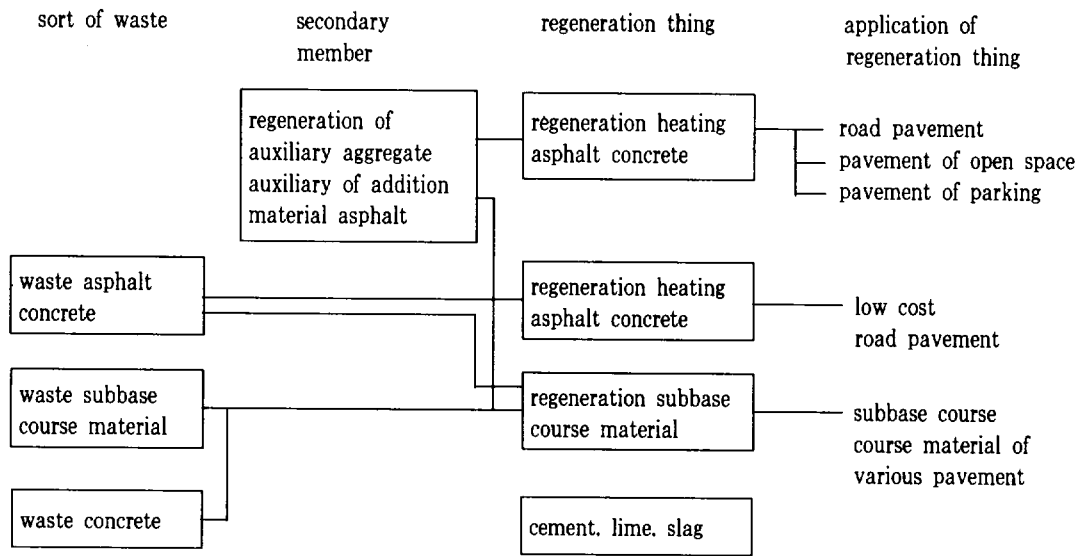 sort of waste
secondary
member
regeneration thing
application of
regeneration thing
regeneration of
auxiliary aggregate
auxiliary of addition
material asphalt
regeneration heating
asphalt concrete
road pavement
pavement of open space
pavement of parking
waste asphalt
concrete
regeneration heating
asphalt concrete
low cost
road pavement
waste subbase
course material
regeneration subbase
course material
subbase course
course material of
various pavement
waste concrete
cement. lime. slag